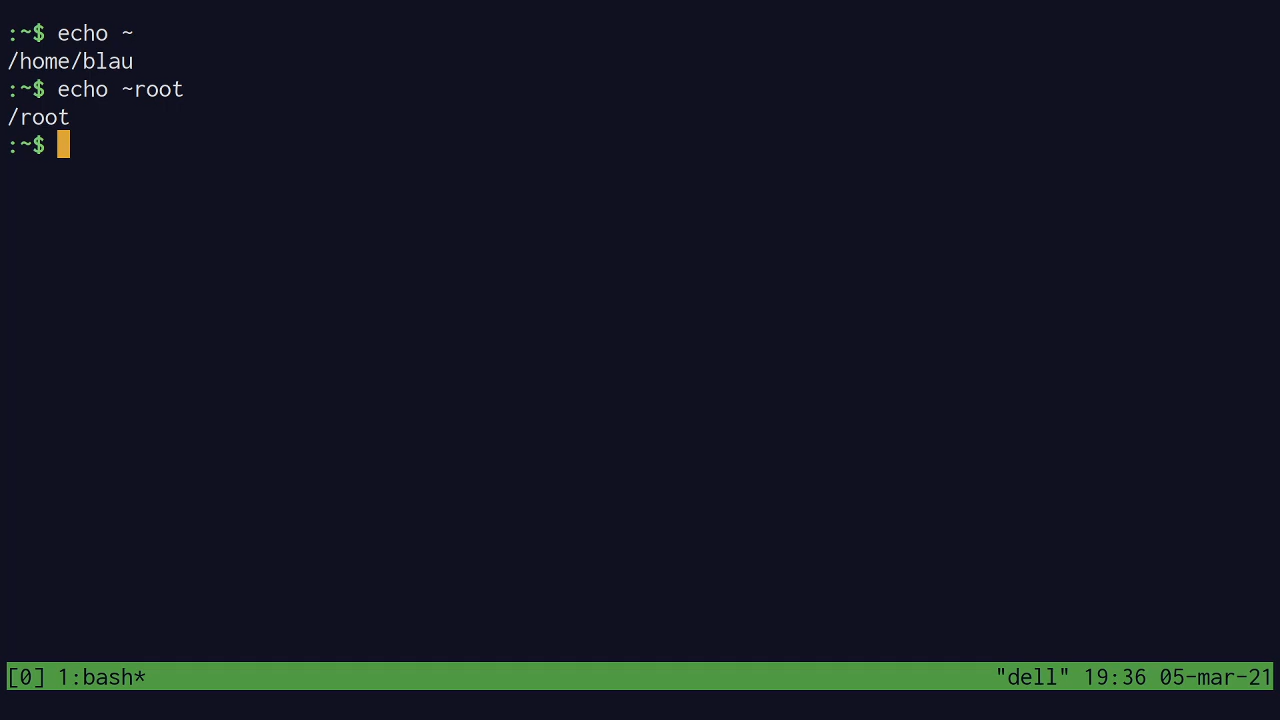 :~$ echo ~
/home/blau
:~$ echo ~root
/root
:~$
[0] 1:bash* "dell" 19:36 05-mar-21